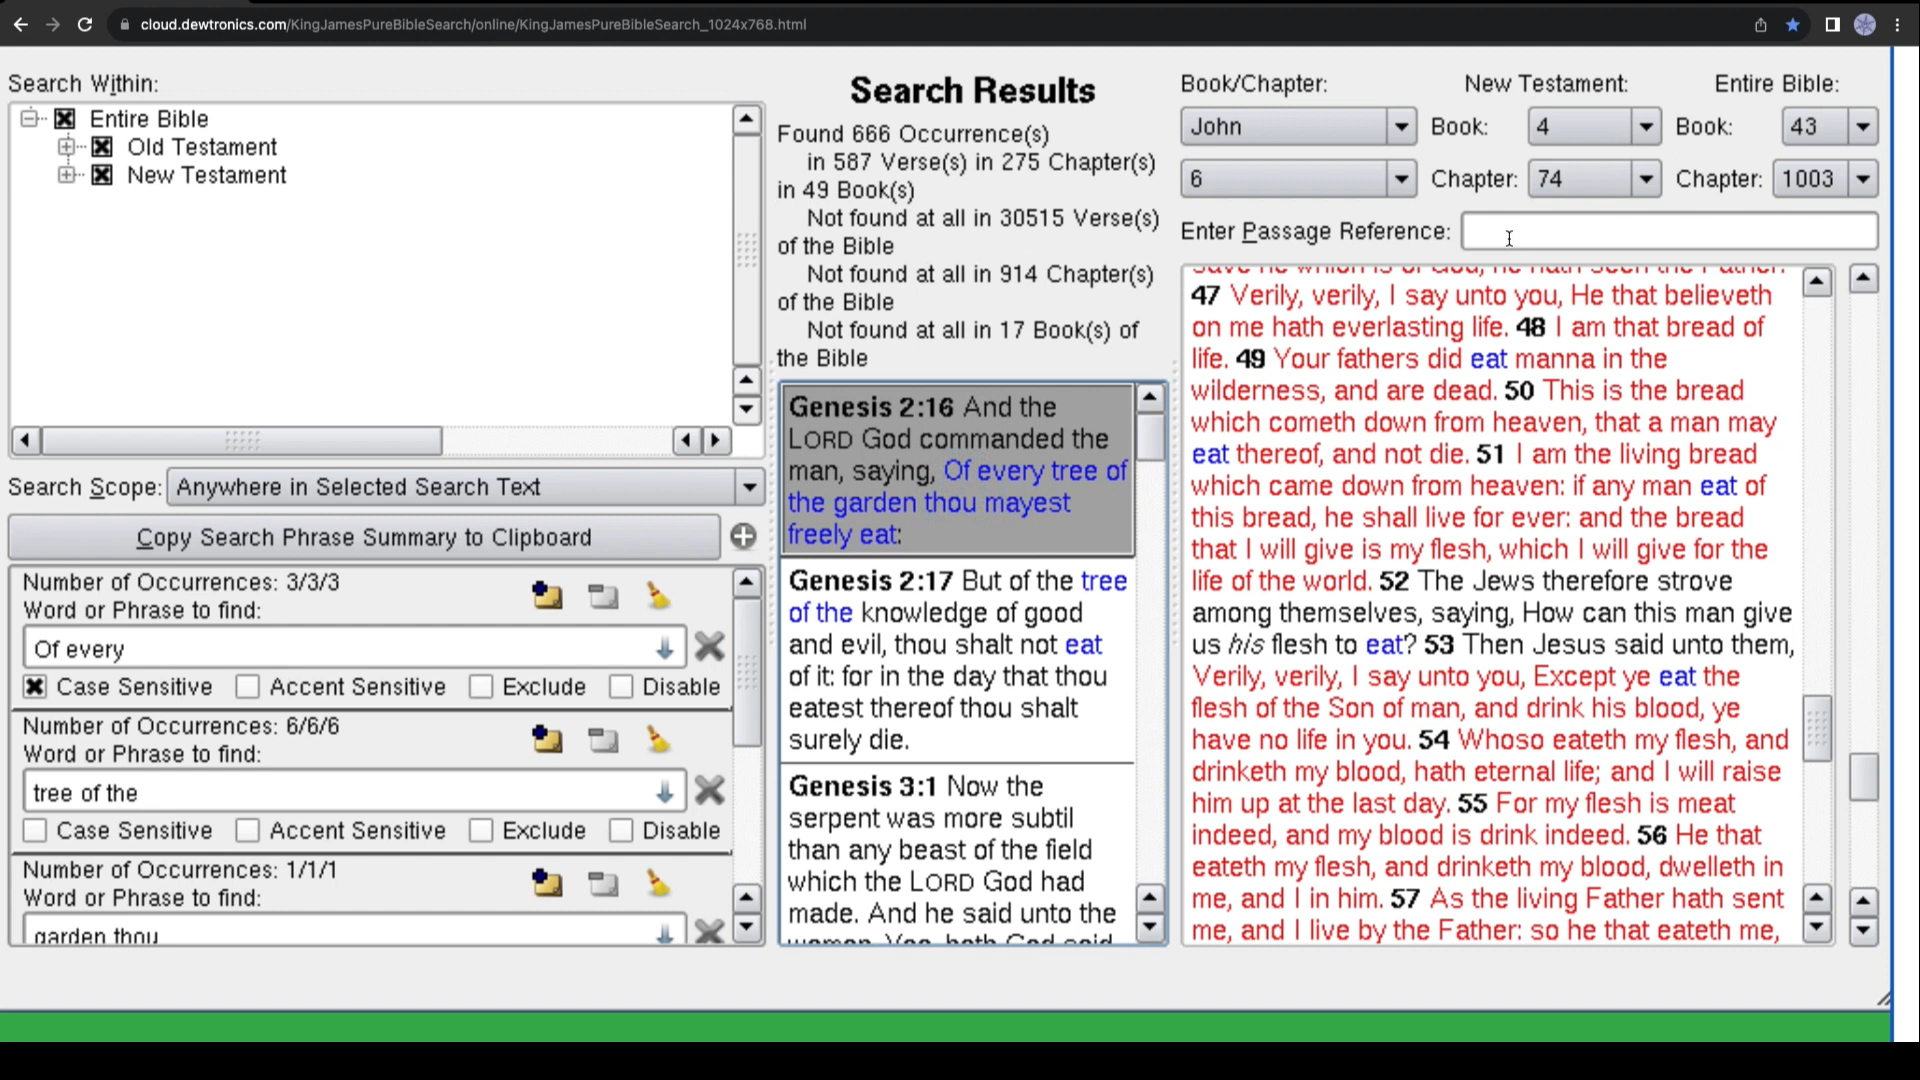 cloud.dewtronics.com/KingJamesPureBibleSearch/online/KingJamesPureBibleSearch_1024x768.html
Search Within:
Entire Bible
Old Testament
New Testament
Search Scope: Anywhere in Selected Search Text
Copy Search Phrase Summary to Clipboard
Number of Occurrences: 3/3/3
Word or Phrase to find:
Of every
Case Sensitive Accent Sensitive Exclude Disable
Number of Occurrences: 6/6/6
Word or Phrase to find:
tree of the
Case Sensitive Accent Sensitive Exclude Disable
Number of Occurrences: 1/1/1
Word or Phrase to find:
garden thou
Search Results
Found 666 Occurrence(s)
in 587 Verse(s) in 275 Chapter(s)
in 49 Book(s)
Not found at all in 30515 Verse(s)
of the Bible
Not found at all in 914 Chapter(s)
of the Bible
Not found at all in 17 Book(s) of
the Bible
Genesis 2:16 And the
LORD God commanded the
man, saying, Of every tree of
the garden thou mayest
freely eat:
Genesis 2:17 But of the tree
of the knowledge of good
and evil, thou shalt not eat
of it: for in the day that thou
eatest thereof thou shalt
surely die.
Genesis 3:1 Now the
serpent was more subtil
than any beast of the field
which the LORD God had
made. And he said unto the
woman, Yea, hath God said,
Book/Chapter: New Testament: Entire Bible:
John Book: 4 Book: 43
6 Chapter: 74 Chapter: 1003
Enter Passage Reference:
save he which is of God, he hath seen the Father.
47 Verily, verily, I say unto you, He that believeth
on me hath everlasting life. 48 I am that bread of
life. 49 Your fathers did eat manna in the
wilderness, and are dead. 50 This is the bread
which cometh down from heaven, that a man may
eat thereof, and not die. 51 I am the living bread
which came down from heaven: if any man eat of
this bread, he shall live for ever: and the bread
that I will give is my flesh, which I will give for the
life of the world. 52 The Jews therefore strove
among themselves, saying, How can this man give
us his flesh to eat? 53 Then Jesus said unto them,
Verily, verily, I say unto you, Except ye eat the
flesh of the Son of man, and drink his blood, ye
have no life in you. 54 Whoso eateth my flesh, and
drinketh my blood, hath eternal life; and I will raise
him up at the last day. 55 For my flesh is meat
indeed, and my blood is drink indeed. 56 He that
eateth my flesh, and drinketh my blood, dwelleth in
me, and I in him. 57 As the living Father hath sent
me, and I live by the Father: so he that eateth me,